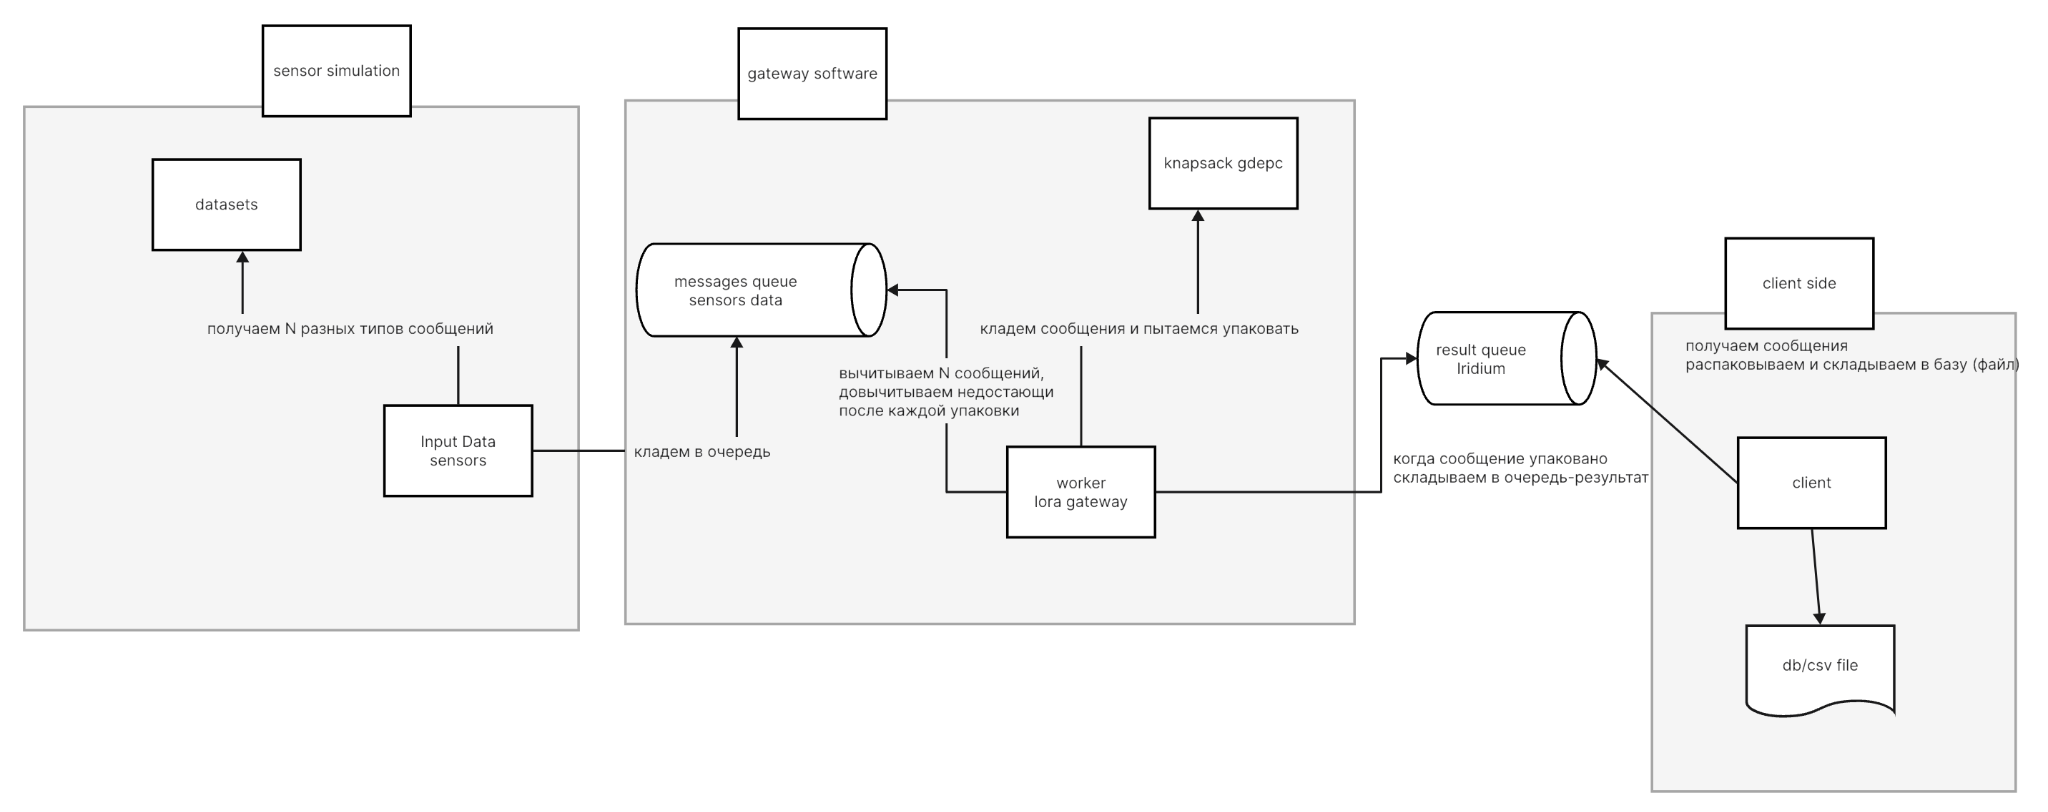 sensor simulation
datasets
получаем N разных типов сообщений
Input Data
sensors
gateway software
knapsack gdepc
messages queue
sensors data
кладем сообщения и пытаемся упаковать
вычитываем N сообщений,
довычитываем недостающи
после каждой упаковки
кладем в очередь
worker
lora gateway
result queue
Iridium
когда сообщение упаковано
складываем в очередь-результат
client side
получаем сообщения
распаковываем и складываем в базу (файл)
client
db/csv file